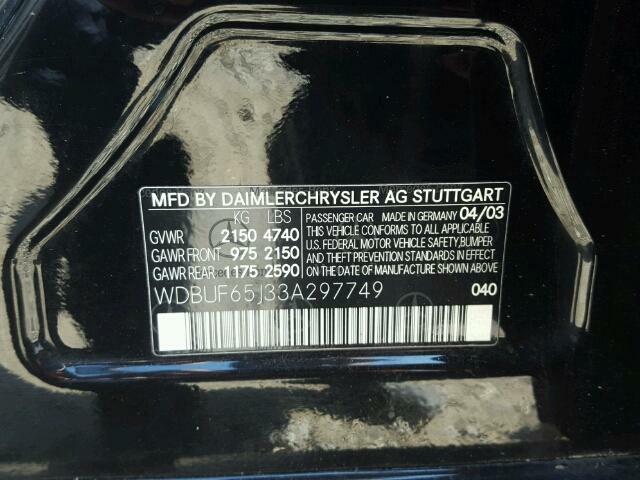 MFD BY DAIMLERCHRYSLER AG STUTTGART
KG LBS
GVWR 2150 4740
GAWR FRONT 975 2150
GAWR REAR 1175 2590
PASSENGER CAR MADE IN GERMANY 04/03
THIS VEHICLE CONFORMS TO ALL APPLICABLE
U.S. FEDERAL MOTOR VEHICLE SAFETY, BUMPER
AND THEFT PREVENTION STANDARDS IN EFFECT
ON THE DATE OF MANUFACTURE SHOWN ABOVE
WDBUF65J33A297749
040